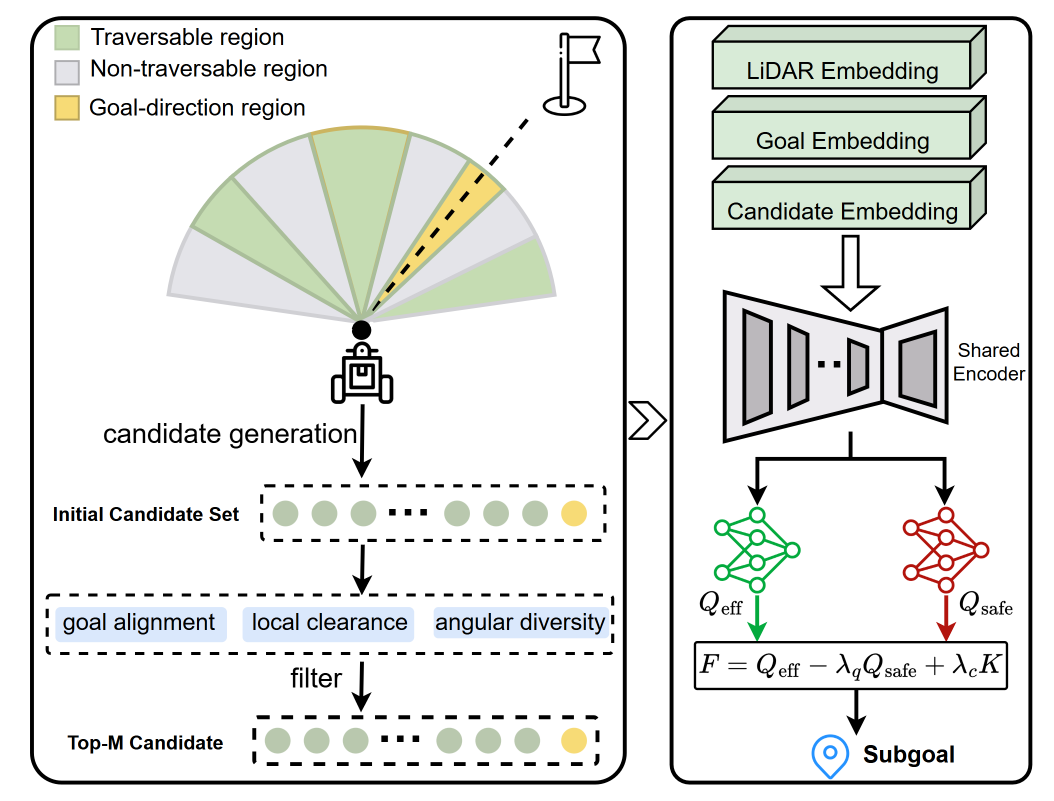 Traversable region
Non-traversable region
Goal-direction region
candidate generation
Initial Candidate Set
goal alignment
local clearance
angular diversity
filter
Top-M Candidate
LiDAR Embedding
Goal Embedding
Candidate Embedding
Shared
Encoder
Q_eff
Q_safe
F = Q_eff − λ_q Q_safe + λ_c K
Subgoal